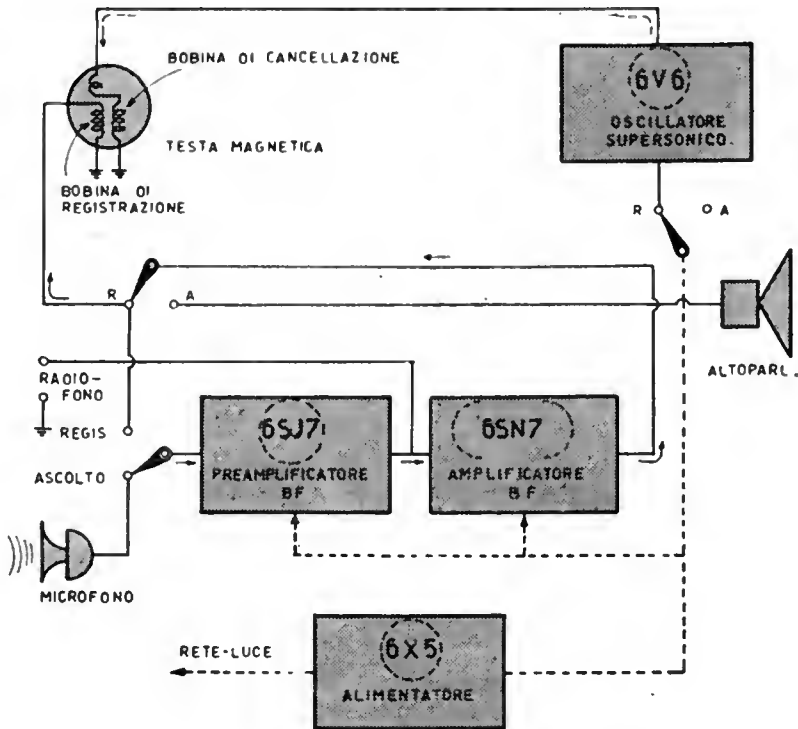 BOBINA DI CANCELLAZIONE
6V6
OSCILLATORE
SUPERSONICO
TESTA MAGNETICA
BOBINA DI
REGISTRAZIONE
R
A
R
A
ALTOPARL.
RADIO-
FONO
REGIS
ASCOLTO
6SJ7
PREAMPLIFICATORE
BF
6SN7
AMPLIFICATORE
BF
MICROFONO
RETE-LUCE
6X5
ALIMENTATORE